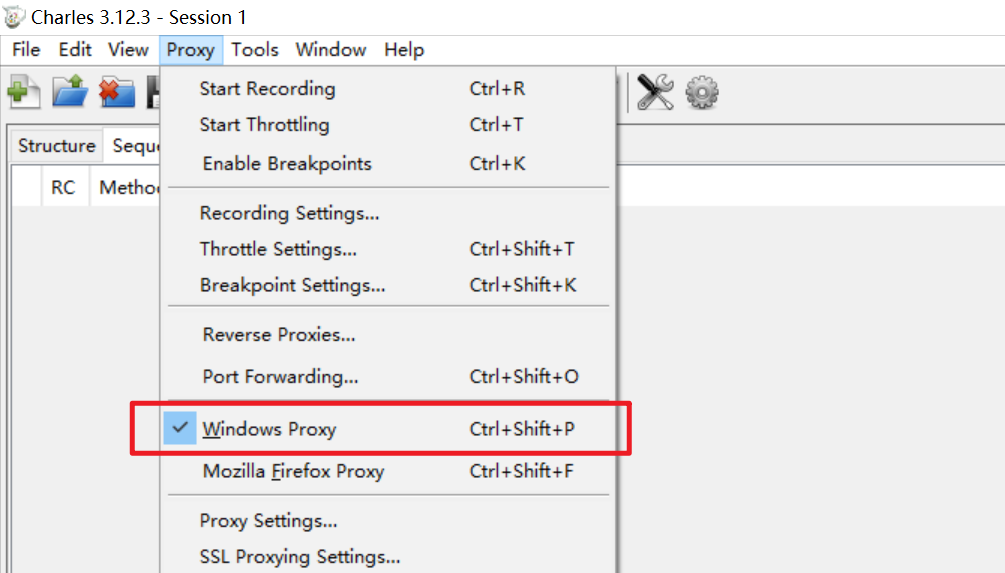 Charles 3.12.3 - Session 1
File Edit View Proxy Tools Window Help
Start Recording Ctrl+R
Start Throttling Ctrl+T
Structure
Enable Breakpoints Ctrl+K
RC
Recording Settings...
Throttle Settings... Ctrl+Shift+T
Breakpoint Settings... Ctrl+Shift+K
Reverse Proxies...
Port Forwarding... Ctrl+Shift+O
Windows Proxy Ctrl+Shift+P
Mozilla Firefox Proxy Ctrl+Shift+F
Proxy Settings...
SSL Proxying Settings...